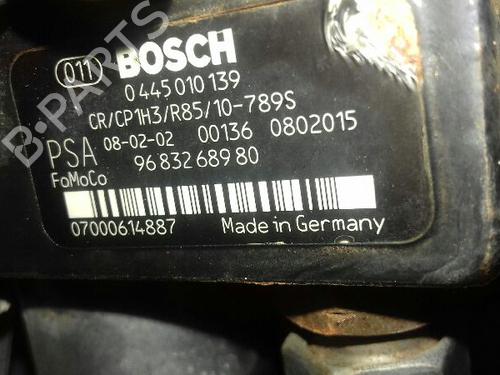 011 BOSCH
0 445 010 139
CR/CP1H3/R85/10-789S
PSA 08-02-02 00136 0802015
96 832 689 80
FoMoCo
07000614887 Made in Germany
B-PARTS